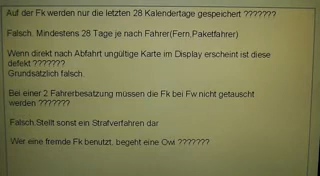 Auf der Fk werden nur die letzten 28 Kalendertage gespeichert ???????
Falsch. Mindestens 28 Tage je nach Fahrer(Fern,Paketfahrer)
Wenn direkt nach Abfahrt ungültige Karte im Display erscheint ist diese
defekt ???????
Grundsätzlich falsch.
Bei einer 2 Fahrerbesatzung müssen die Fk bei Fw nicht getauscht
werden ???????
Falsch.Stellt sonst ein Strafverfahren dar
Wer eine fremde Fk benutzt, begeht eine Owi ???????